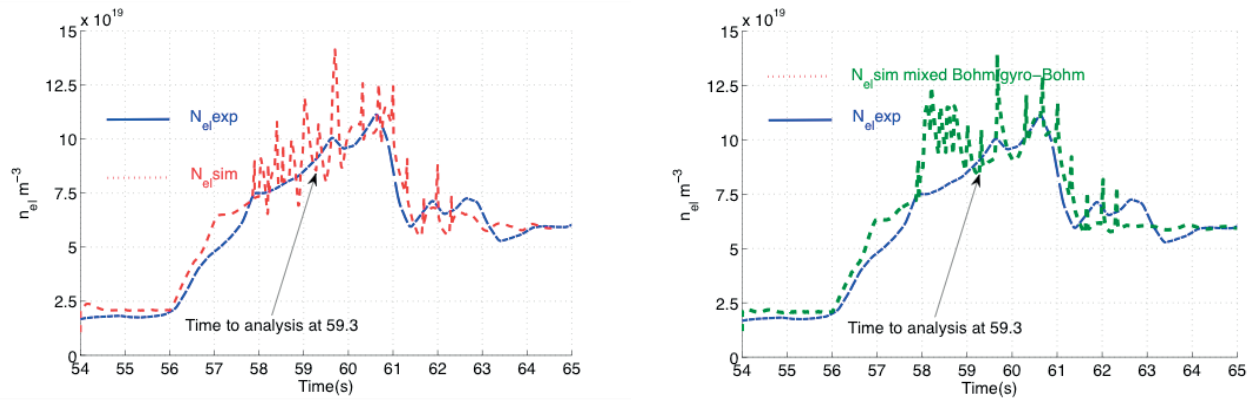 x 10^19
15
12.5
10
7.5
5
2.5
0
n_el m^-3
N_el exp
N_el sim
Time to analysis at 59.3
54 55 56 57 58 59 60 61 62 63 64 65
Time(s)
x 10^19
15
12.5
10
7.5
5
2.5
0
n_el m^-3
N_el sim mixed Bohm/gyro-Bohm
N_el exp
Time to analysis at 59.3
54 55 56 57 58 59 60 61 62 63 64 65
Time(s)